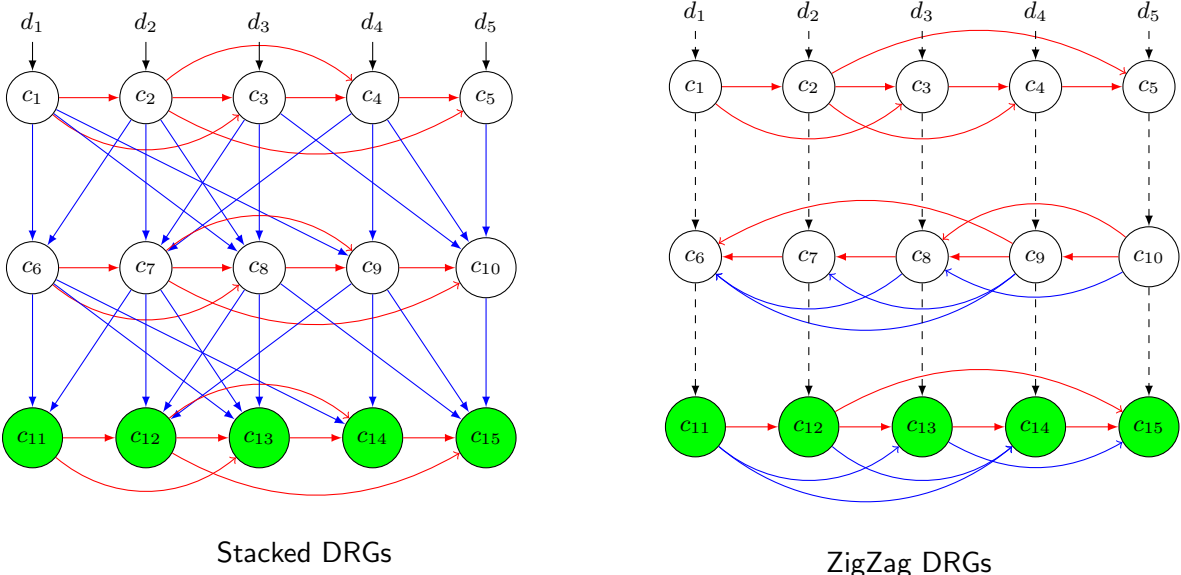 d₁ d₂ d₃ d₄ d₅
c₁ c₂ c₃ c₄ c₅
c₆ c₇ c₈ c₉ c₁₀
c₁₁ c₁₂ c₁₃ c₁₄ c₁₅
Stacked DRGs
d₁ d₂ d₃ d₄ d₅
c₁ c₂ c₃ c₄ c₅
c₆ c₇ c₈ c₉ c₁₀
c₁₁ c₁₂ c₁₃ c₁₄ c₁₅
ZigZag DRGs